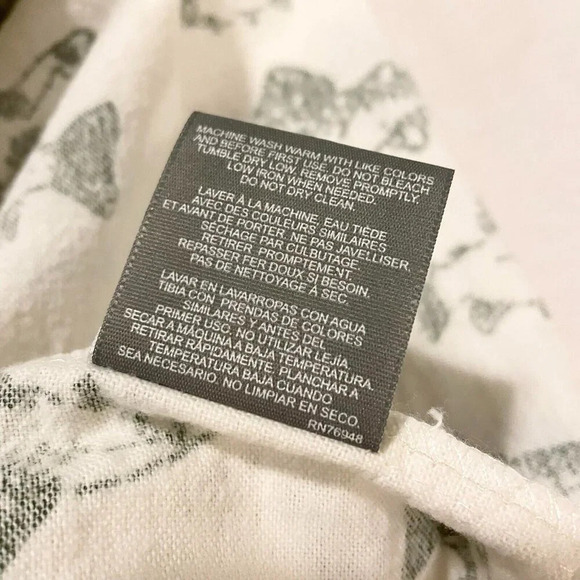 MACHINE WASH WARM WITH LIKE COLORS
AND BEFORE FIRST USE. DO NOT BLEACH
TUMBLE DRY LOW. REMOVE PROMPTLY.
LOW IRON WHEN NEEDED.
DO NOT DRY CLEAN.
LAVER À LA MACHINE, EAU TIÈDE
AVEC DES COULEURS SIMILAIRES
ET AVANT DE PORTER. NE PAS JAVELLISER.
SECHAGE PAR CULBUTAGE
RETIRER PROMPTEMENT
REPASSER FER DOUX SI BESOIN.
PAS DE NETTOYAGE À SEC.
LAVAR EN LAVARROPAS CON AGUA
TIBIA CON PRENDAS DE COLORES
SIMILARES Y ANTES DEL
PRIMER USO. NO UTILIZAR LEJÍA.
SECAR A MÁQUINA A BAJA TEMPERATURA.
RETIRAR RÁPIDAMENTE. PLANCHAR A
TEMPERATURA BAJA CUANDO
SEA NECESARIO. NO LIMPIAR EN SECO.
RN76948